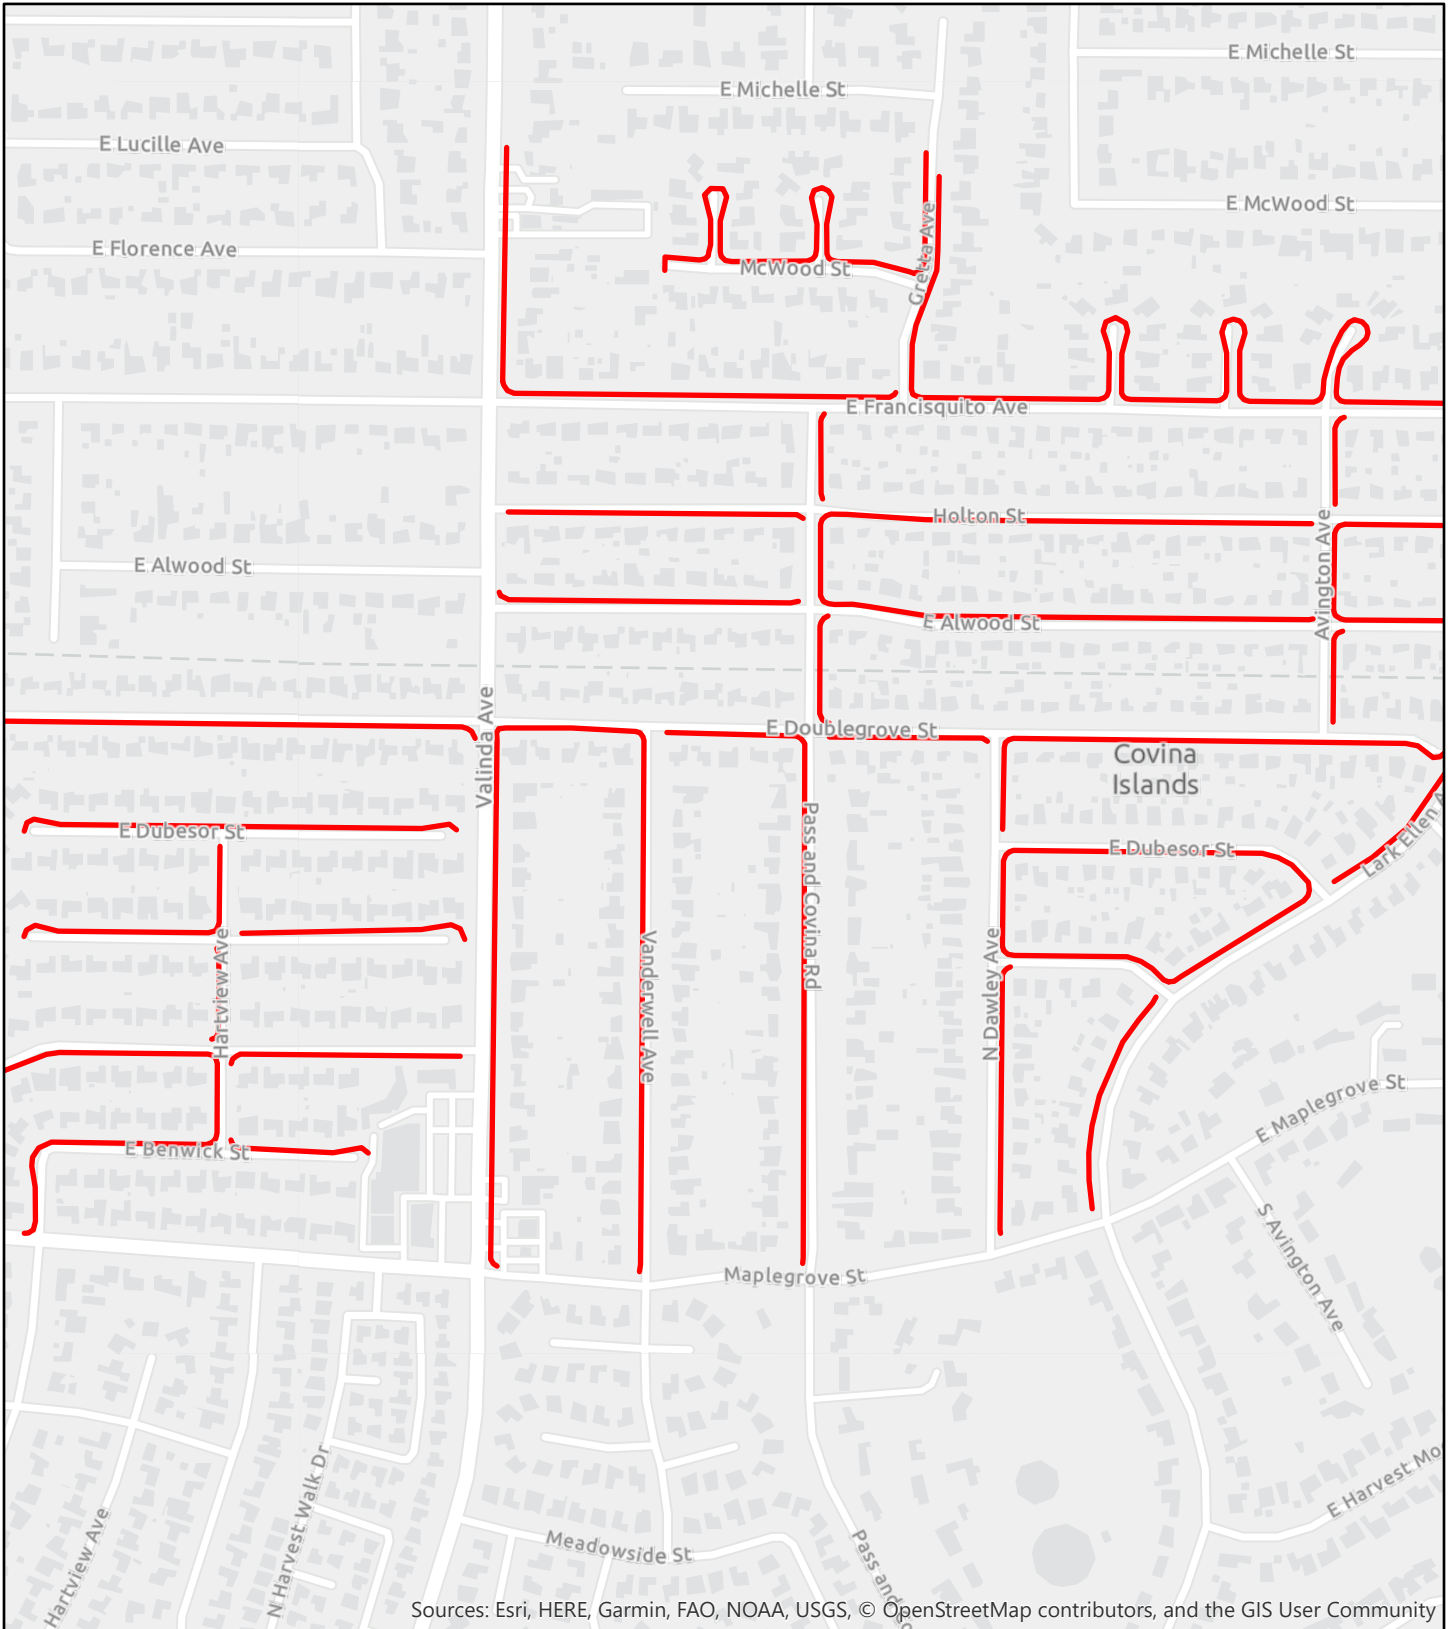 E Michelle St
E Michelle St
E Lucille Ave
E McWood St
E Florence Ave
McWood St
Gretta Ave
E Francisquito Ave
Holton St
E Alwood St
Avington Ave
E Alwood St
Valinda Ave
E Doublegrove St
Covina
Islands
E Dubesor St
Pass and Covina Rd
E Dubesor St
Lark Ellen A
Hartview Ave
Vanderwell Ave
N Dawley Ave
E Maplegrove St
E Benwick St
S Avington Ave
Maplegrove St
N Harvest Walk Dr
E Harvest Mo
Hartview Ave
Meadowside St
Pass and Co
Sources: Esri, HERE, Garmin, FAO, NOAA, USGS, © OpenStreetMap contributors, and the GIS User Community